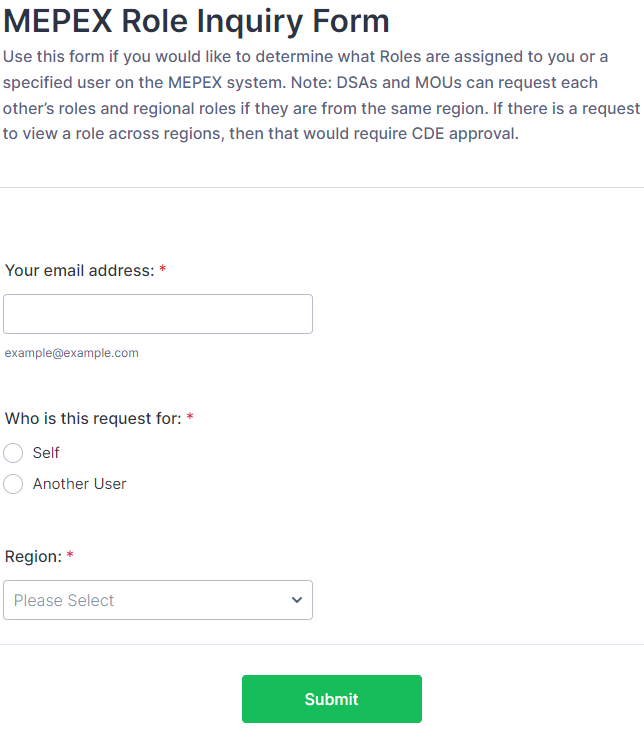 MEPEX Role Inquiry Form
Use this form if you would like to determine what Roles are assigned to you or a
specified user on the MEPEX system. Note: DSAs and MOUs can request each
other’s roles and regional roles if they are from the same region. If there is a request
to view a role across regions, then that would require CDE approval.
Your email address: *
example@example.com
Who is this request for: *
Self
Another User
Region: *
Please Select
Submit